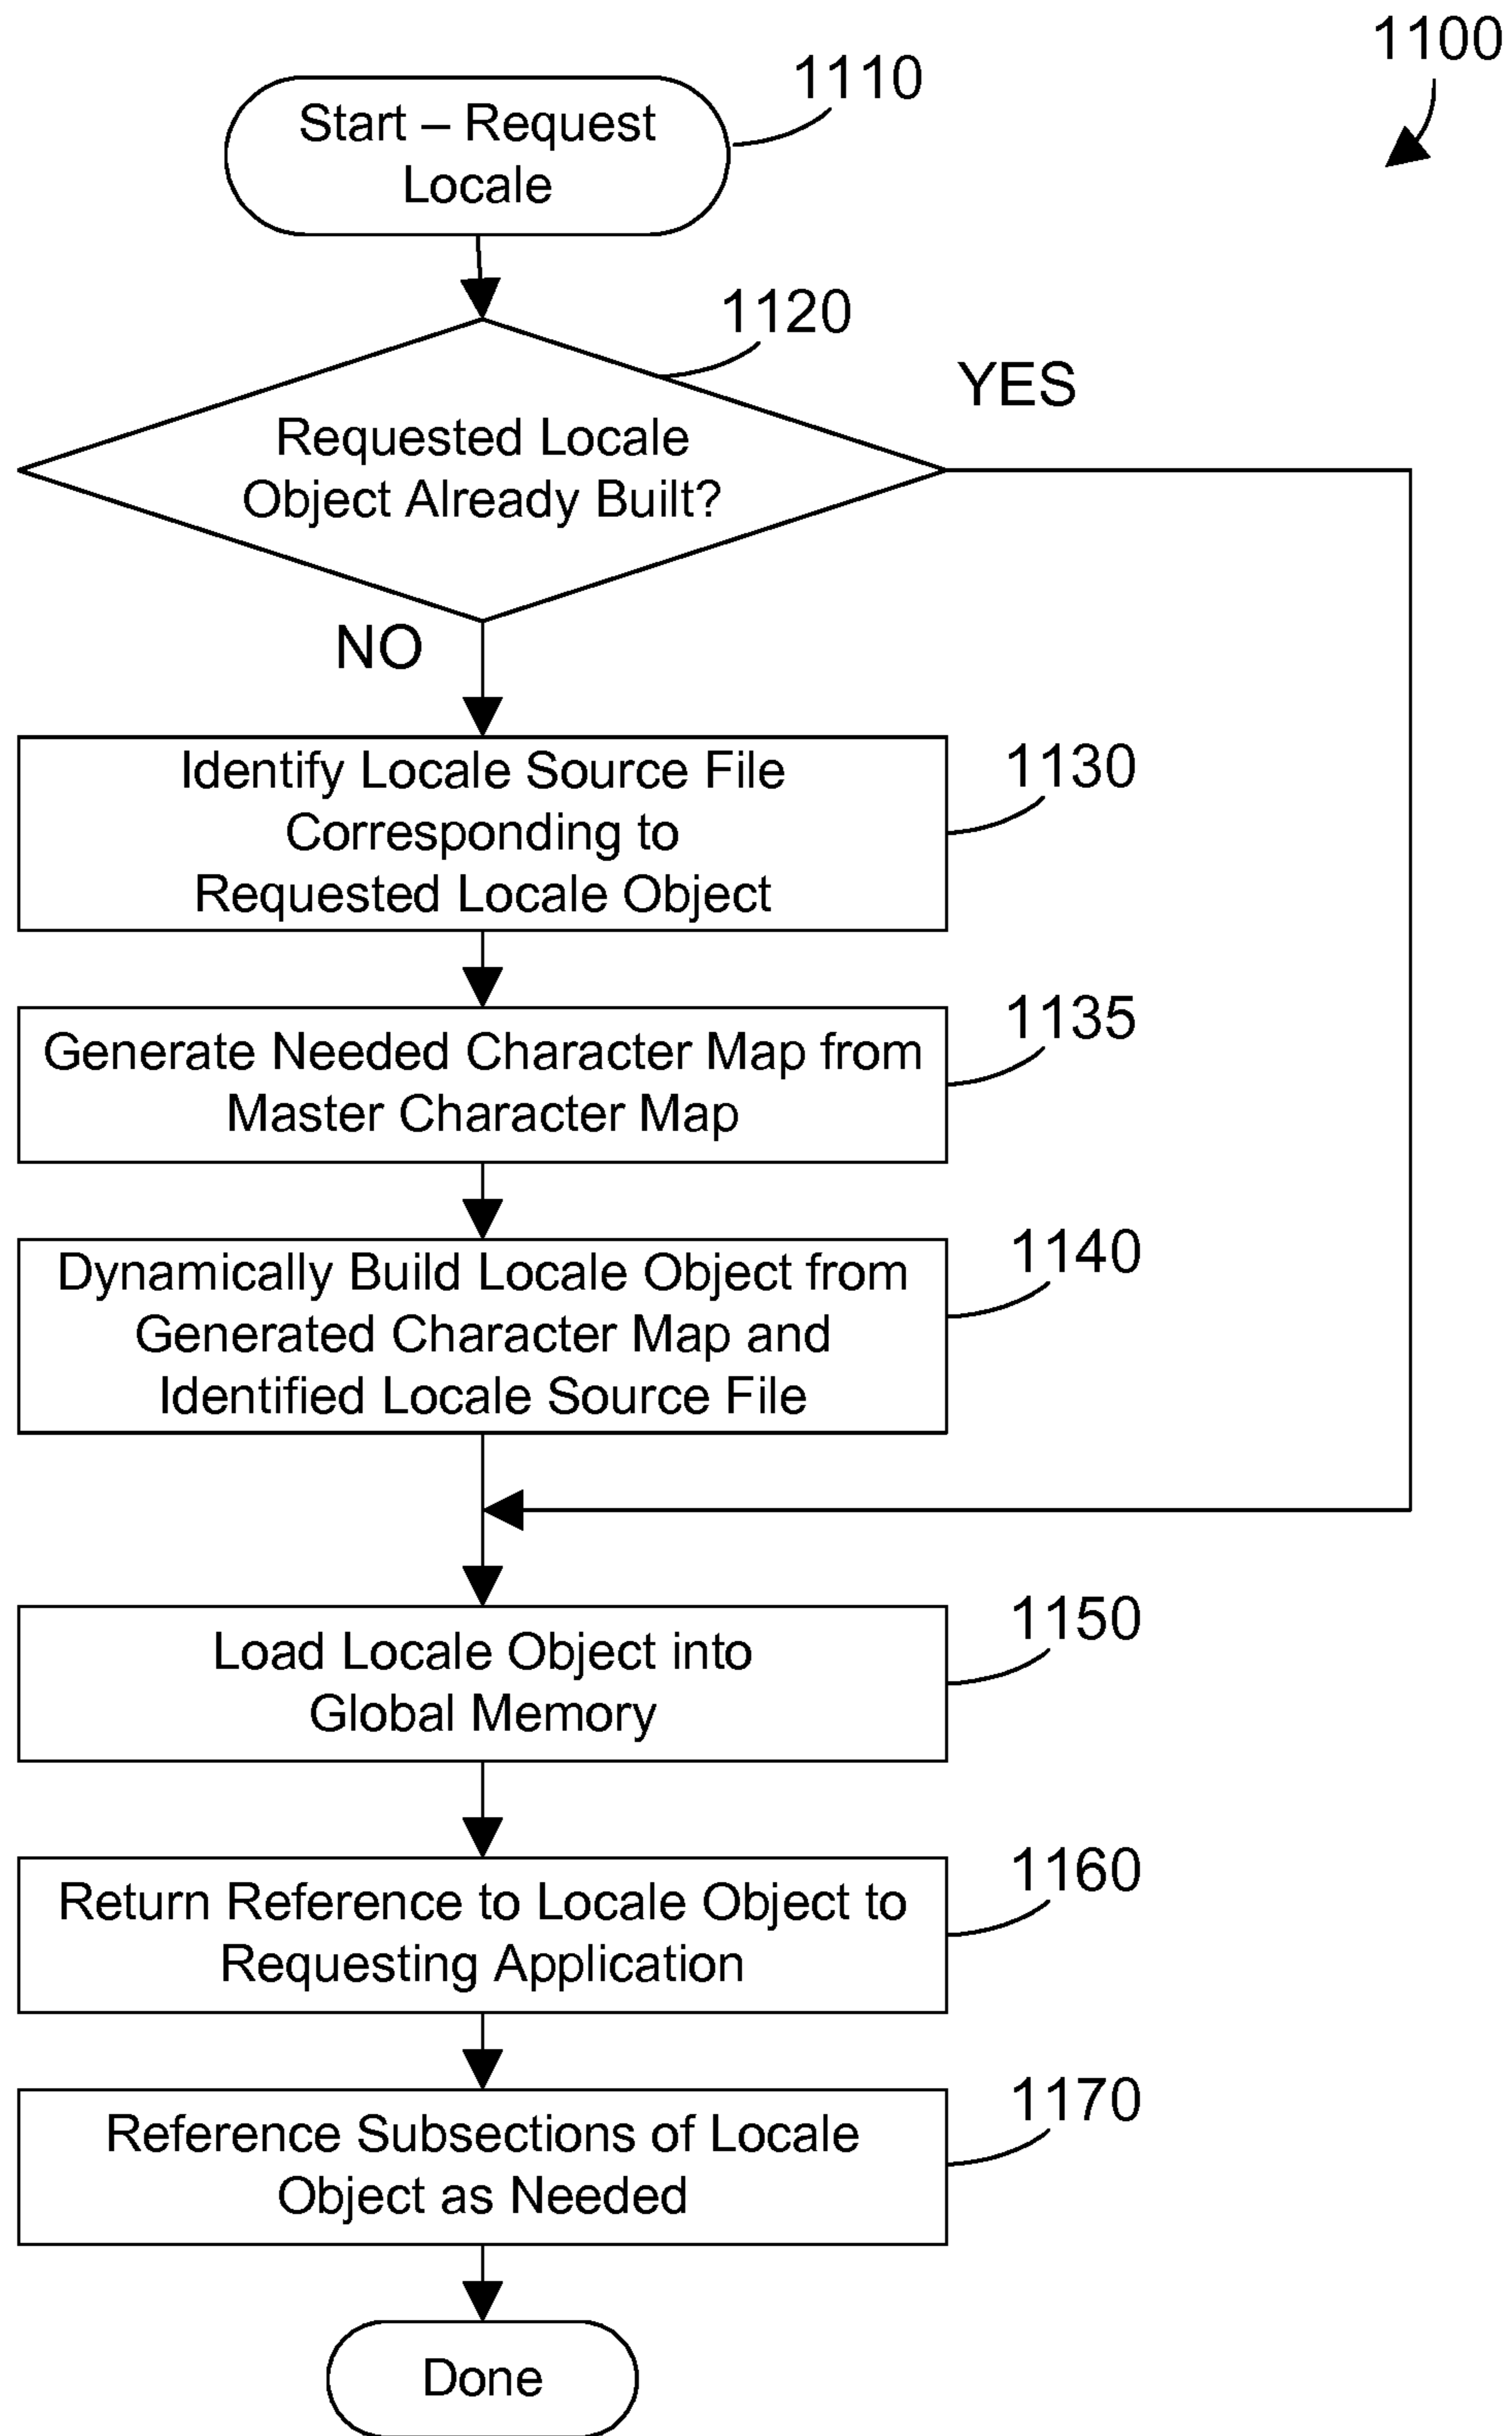 1100
1110
Start – Request
Locale
1120
YES
Requested Locale
Object Already Built?
NO
1130
Identify Locale Source File
Corresponding to
Requested Locale Object
1135
Generate Needed Character Map from
Master Character Map
1140
Dynamically Build Locale Object from
Generated Character Map and
Identified Locale Source File
1150
Load Locale Object into
Global Memory
1160
Return Reference to Locale Object to
Requesting Application
1170
Reference Subsections of Locale
Object as Needed
Done